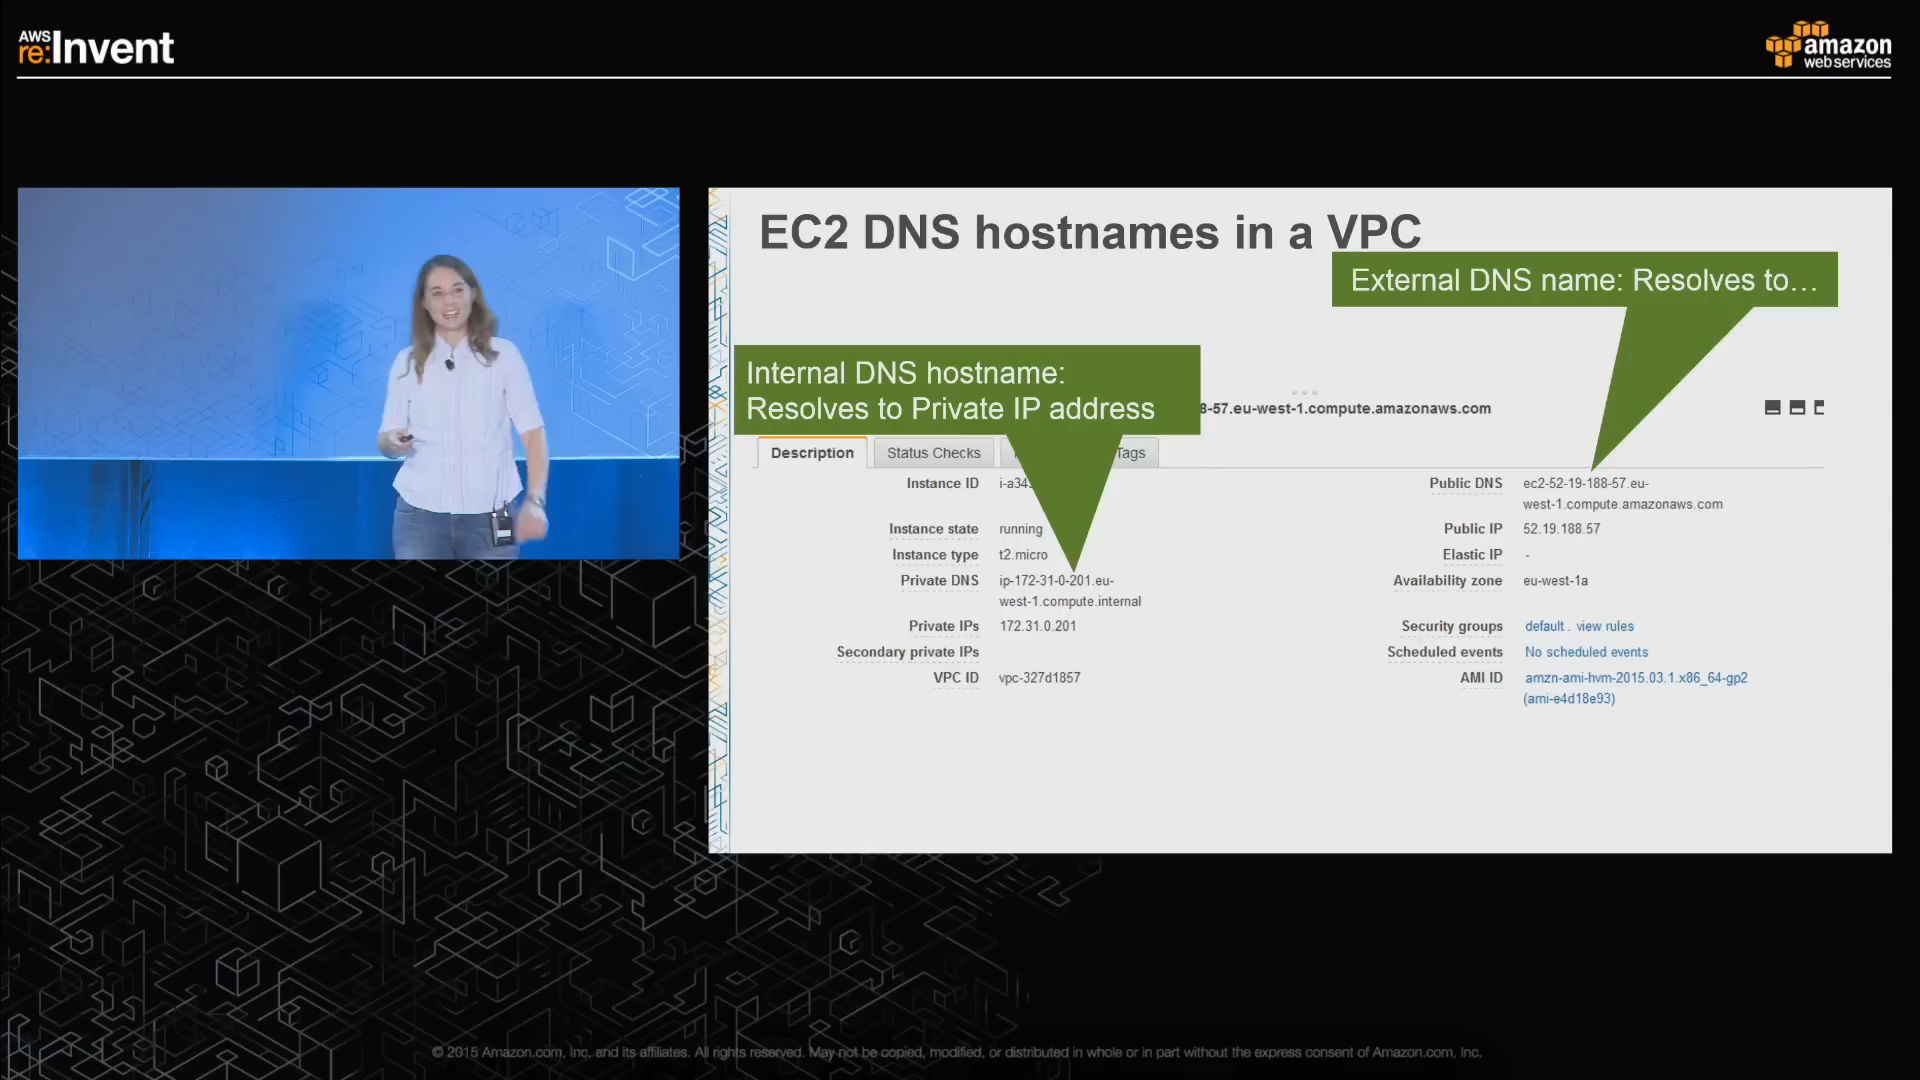 AWS
re:Invent
amazon
web services
EC2 DNS hostnames in a VPC
External DNS name: Resolves to…
Internal DNS hostname:
Resolves to Private IP address
-57.eu-west-1.compute.amazonaws.com
Description
Status Checks
Tags
Instance ID
i-a34
Public DNS
ec2-52-19-188-57.eu-
west-1.compute.amazonaws.com
Instance state
running
Public IP
52.19.188.57
Instance type
t2.micro
Elastic IP
-
Private DNS
ip-172-31-0-201.eu-
west-1.compute.internal
Availability zone
eu-west-1a
Private IPs
172.31.0.201
Security groups
default . view rules
Secondary private IPs
Scheduled events
No scheduled events
VPC ID
vpc-327d1857
AMI ID
amzn-ami-hvm-2015.03.1.x86_64-gp2
(ami-e4d18e93)
© 2015 Amazon.com, Inc. and its affiliates. All rights reserved. May not be copied, modified, or distributed in whole or in part without the express consent of Amazon.com, Inc.